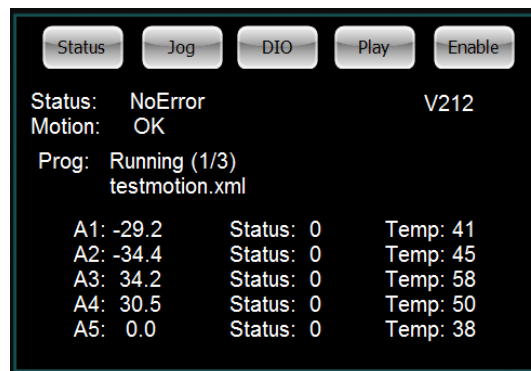 Status Jog DIO Play Enable
Status: NoError V212
Motion: OK
Prog: Running (1/3)
testmotion.xml
A1: -29.2 Status: 0 Temp: 41
A2: -34.4 Status: 0 Temp: 45
A3: 34.2 Status: 0 Temp: 58
A4: 30.5 Status: 0 Temp: 50
A5: 0.0 Status: 0 Temp: 38